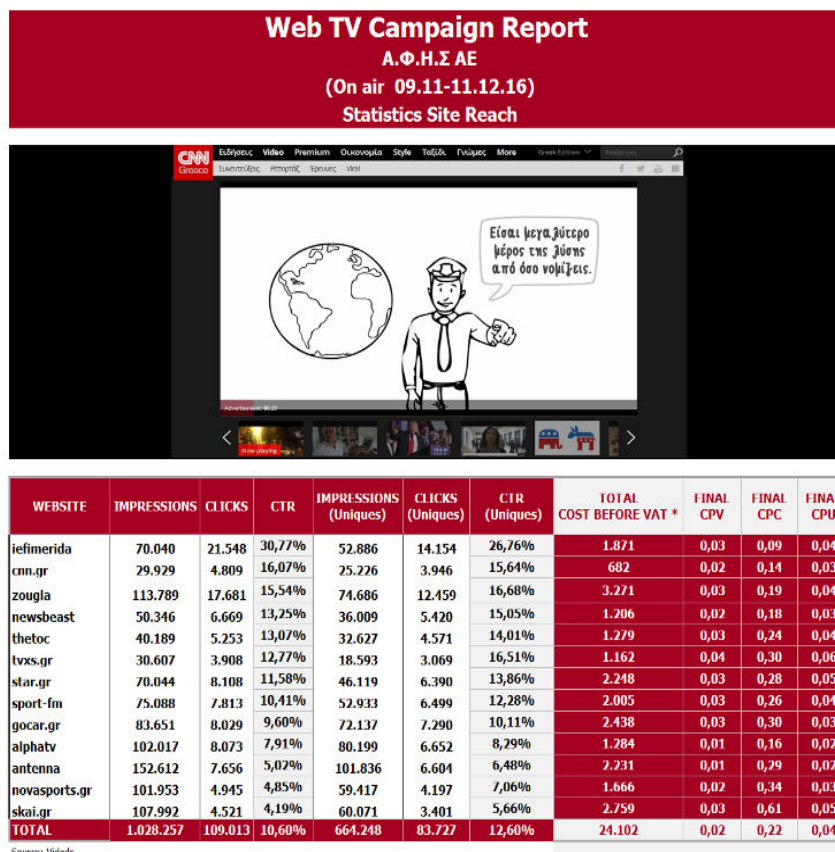 Web TV Campaign Report
Α.Φ.Η.Σ ΑΕ
(On air 09.11-11.12.16)
Statistics Site Reach
CNN Greece Ειδήσεις Video Premium Οικονομία Style Ταξίδι Γνώμες More Greek Edition Αναζήτηση
Συνεντεύξεις Ρεπορτάζ Έρευνες Viral
Είσαι μεγαλύτερο
μέρος της λύσης
από όσο νομίζεις.
Advertisement: 00:27
Now playing
WEBSITE IMPRESSIONS CLICKS CTR IMPRESSIONS (Uniques) CLICKS (Uniques) CTR (Uniques) TOTAL COST BEFORE VAT * FINAL CPV FINAL CPC FINAL CPU
iefimerida 70.040 21.548 30,77% 52.886 14.154 26,76% 1.871 0,03 0,09 0,04
cnn.gr 29.929 4.809 16,07% 25.226 3.946 15,64% 682 0,02 0,14 0,03
zougla 113.789 17.681 15,54% 74.686 12.459 16,68% 3.271 0,03 0,19 0,04
newsbeast 50.346 6.669 13,25% 36.009 5.420 15,05% 1.206 0,02 0,18 0,03
thetoc 40.189 5.253 13,07% 32.627 4.571 14,01% 1.279 0,03 0,24 0,04
tvxs.gr 30.607 3.908 12,77% 18.593 3.069 16,51% 1.162 0,04 0,30 0,06
star.gr 70.044 8.108 11,58% 46.119 6.390 13,86% 2.248 0,03 0,28 0,05
sport-fm 75.088 7.813 10,41% 52.933 6.499 12,28% 2.005 0,03 0,26 0,04
gocar.gr 83.651 8.029 9,60% 72.137 7.290 10,11% 2.438 0,03 0,30 0,03
alphatv 102.017 8.073 7,91% 80.199 6.652 8,29% 1.284 0,01 0,16 0,02
antenna 152.612 7.656 5,02% 101.836 6.604 6,48% 2.231 0,01 0,29 0,02
novasports.gr 101.953 4.945 4,85% 59.417 4.197 7,06% 1.666 0,02 0,34 0,03
skai.gr 107.992 4.521 4,19% 60.071 3.401 5,66% 2.759 0,03 0,61 0,05
TOTAL 1.028.257 109.013 10,60% 664.248 83.727 12,60% 24.102 0,02 0,22 0,04